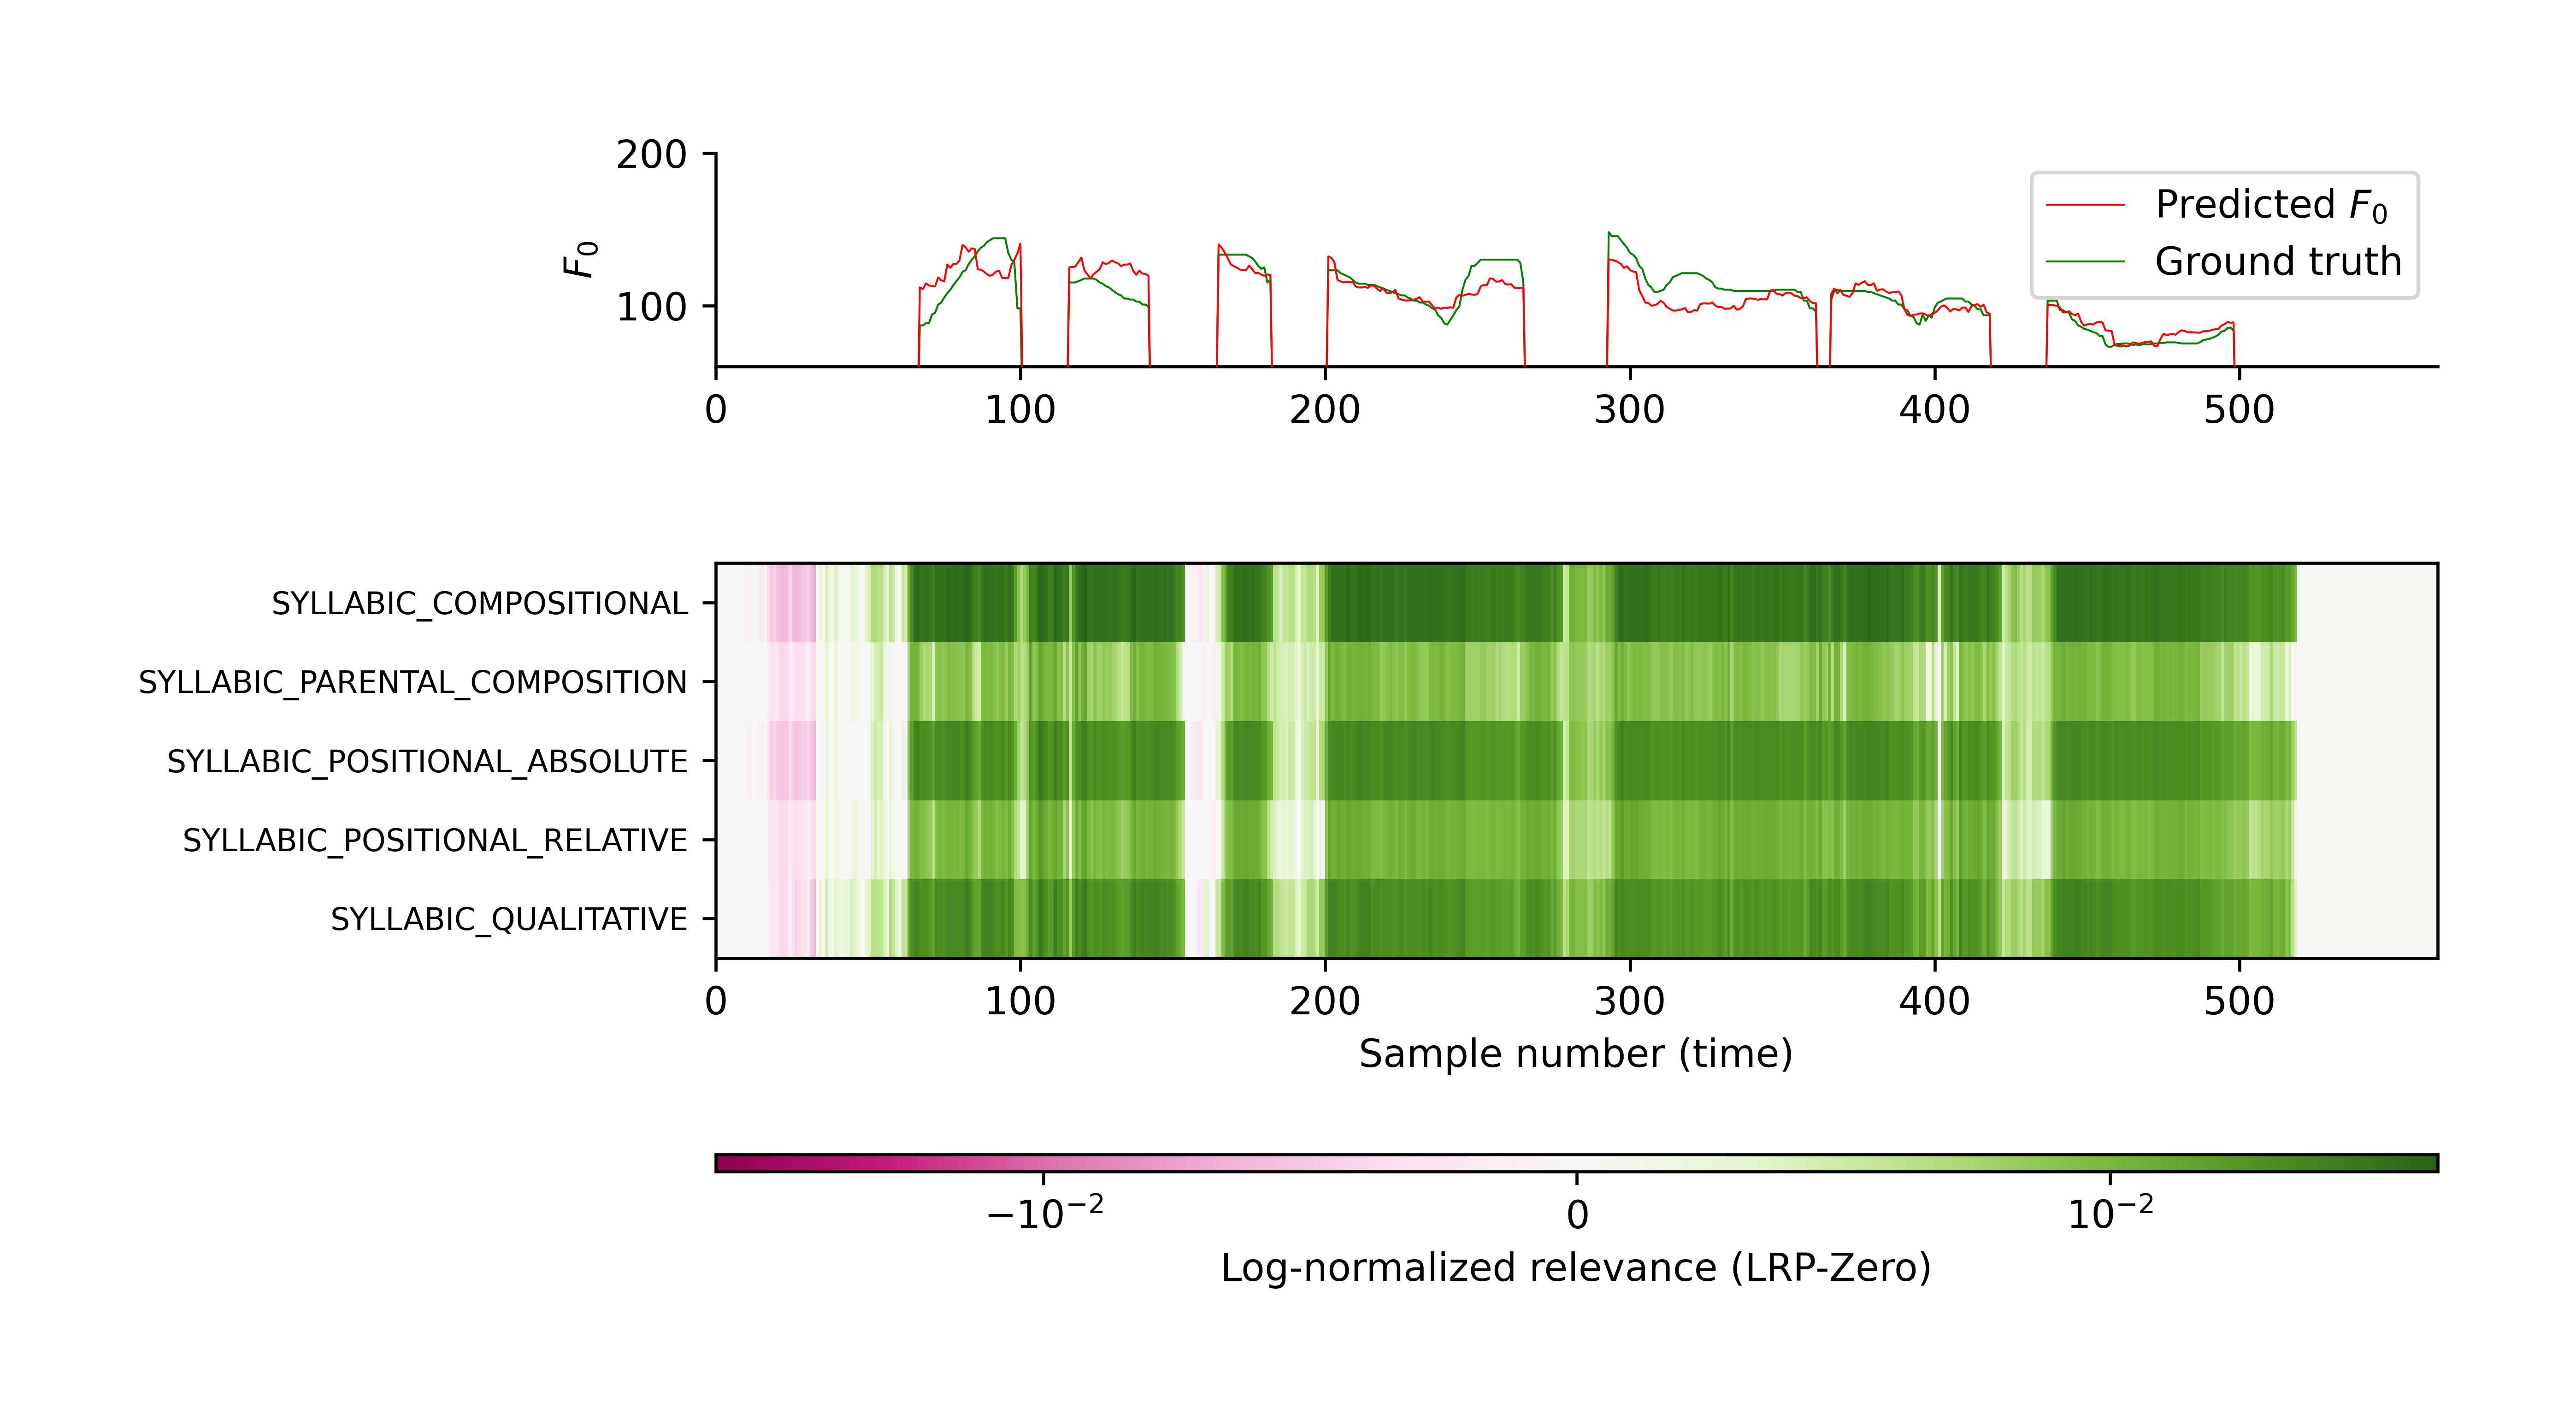 200
100
F₀
Predicted F₀
Ground truth
0 100 200 300 400 500
SYLLABIC_COMPOSITIONAL
SYLLABIC_PARENTAL_COMPOSITION
SYLLABIC_POSITIONAL_ABSOLUTE
SYLLABIC_POSITIONAL_RELATIVE
SYLLABIC_QUALITATIVE
0 100 200 300 400 500
Sample number (time)
−10⁻² 0 10⁻²
Log-normalized relevance (LRP-Zero)